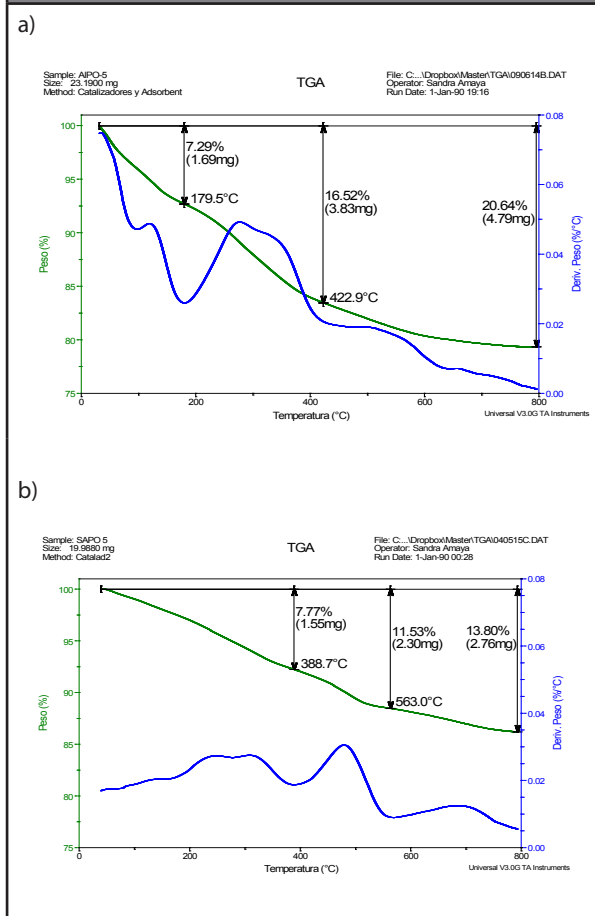 a)
Sample: AlPO-5
Size: 23.1900 mg
Method: Catalizadores y Adsorbent
TGA
File: C:...\Dropbox\Master\TGA\090614B.DAT
Operator: Sandra Amaya
Run Date: 1-Jan-90 19:16
100
95
90
85
80
75
Peso (%)
7.29%
(1.69mg)
179.5°C
16.52%
(3.83mg)
422.9°C
20.64%
(4.79mg)
0.08
0.06
0.04
0.02
0.00
Deriv. Peso (%/°C)
0
200
400
600
800
Temperatura (°C)
Universal V3.0G TA Instruments
b)
Sample: SAPO 5
Size: 19.9880 mg
Method: Catalad2
TGA
File: C:...\Dropbox\Master\TGA\040515C.DAT
Operator: Sandra Amaya
Run Date: 1-Jan-90 00:28
100
95
90
85
80
75
Peso (%)
7.77%
(1.55mg)
388.7°C
11.53%
(2.30mg)
563.0°C
13.80%
(2.76mg)
0.08
0.06
0.04
0.02
0.00
Deriv. Peso (%/°C)
0
200
400
600
800
Temperatura (°C)
Universal V3.0G TA Instruments